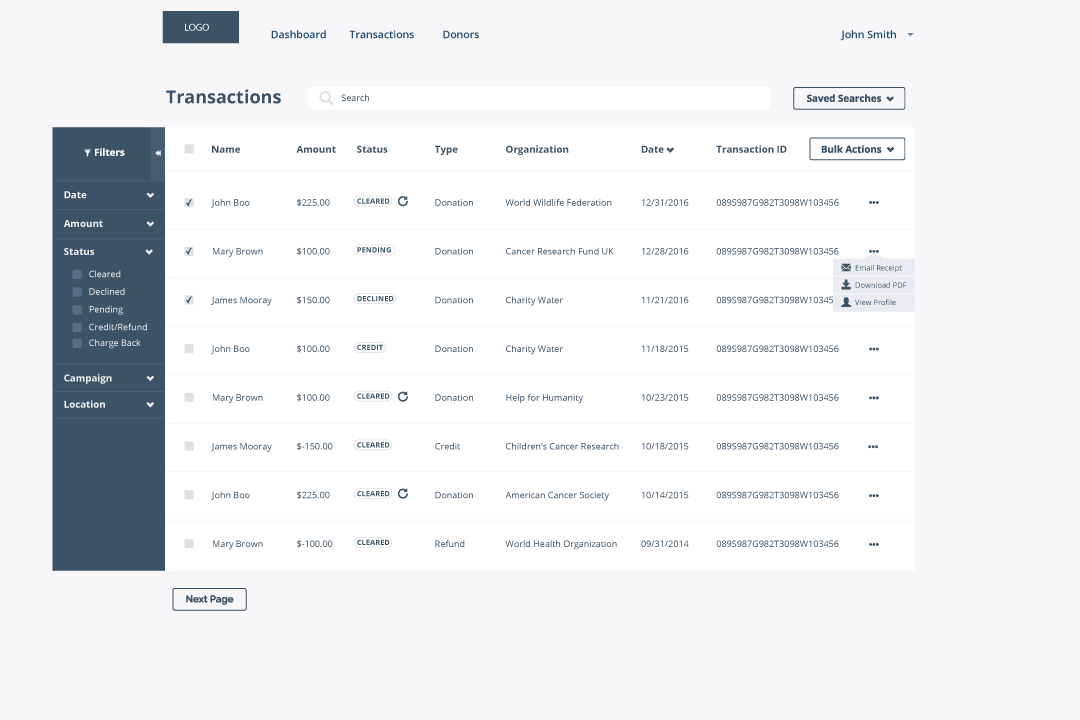 LOGO
Dashboard Transactions Donors
John Smith
Transactions
Search
Saved Searches
Filters
Name Amount Status Type Organization Date Transaction ID Bulk Actions
Date
Amount
Status
Cleared
Declined
Pending
Credit/Refund
Charge Back
Campaign
Location
John Boo $225.00 CLEARED Donation World Wildlife Federation 12/31/2016 089S987G982T3098W103456
Mary Brown $100.00 PENDING Donation Cancer Research Fund UK 12/28/2016 089S987G982T3098W103456
Email Receipt
Download PDF
View Profile
James Mooray $150.00 DECLINED Donation Charity Water 11/21/2016 089S987G982T3098W10345
John Boo $100.00 CREDIT Donation Charity Water 11/18/2015 089S987G982T3098W103456
Mary Brown $100.00 CLEARED Donation Help for Humanity 10/23/2015 089S987G982T3098W103456
James Mooray $-150.00 CLEARED Credit Children's Cancer Research 10/18/2015 089S987G982T3098W103456
John Boo $225.00 CLEARED Donation American Cancer Society 10/14/2015 089S987G982T3098W103456
Mary Brown $-100.00 CLEARED Refund World Health Organization 09/31/2014 089S987G982T3098W103456
Next Page